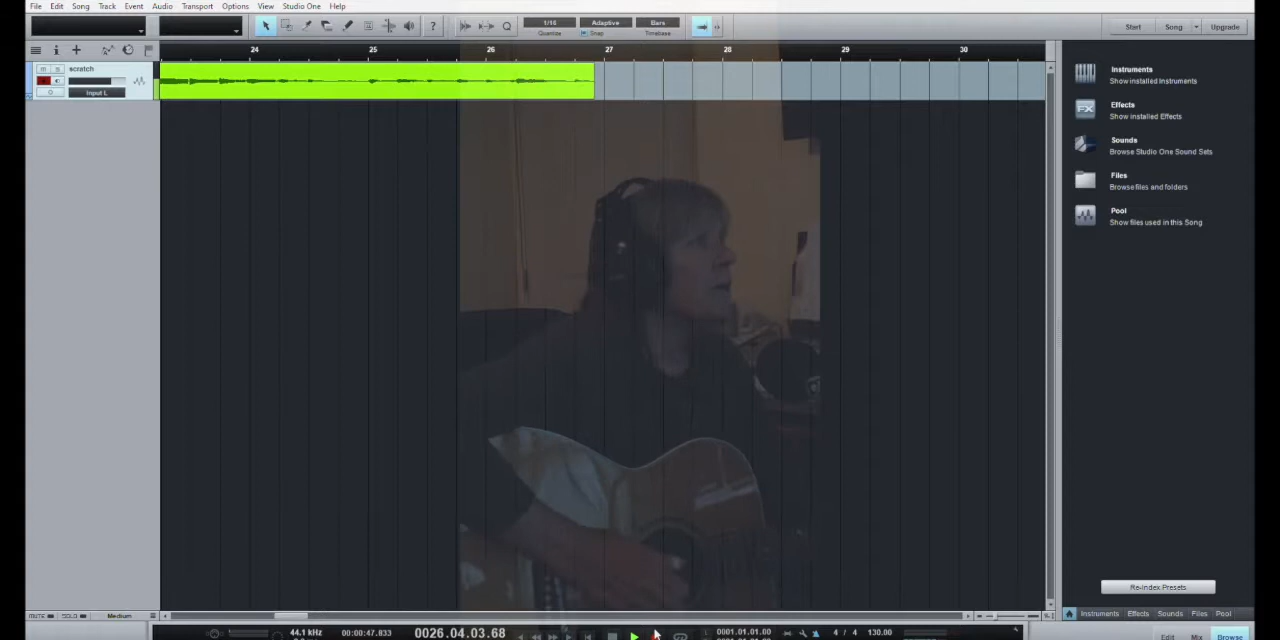 File Edit Song Track Event Audio Transport Options View Studio One Help
? 1/16 Adaptive Bars
Quantize Snap Timebase
Start Song Upgrade
24 25 26 27 28 29 30
scratch
Input L
Instruments
Show installed Instruments
Effects
Show installed Effects
FX
Sounds
Browse Studio One Sound Sets
Files
Browse files and folders
Pool
Show files used in this Song
Re-Index Presets
MUTE SOLO Medium
Instruments Effects Sounds Files Pool
44.1 kHz 00:00:47.833 0026.04.03.68 L 0001.01.01.00 4 / 4 130.00
Edit Mix Browse